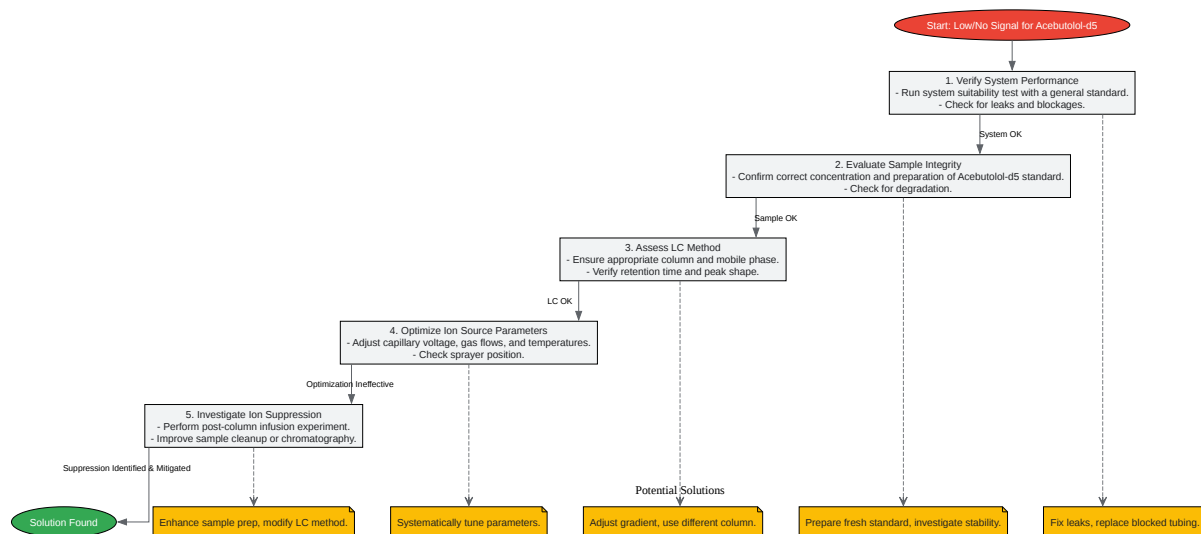 Start: Low/No Signal for Acebutolol-d5
1. Verify System Performance
- Run system suitability test with a general standard.
- Check for leaks and blockages.
System OK
2. Evaluate Sample Integrity
- Confirm correct concentration and preparation of Acebutolol-d5 standard.
- Check for degradation.
Sample OK
3. Assess LC Method
- Ensure appropriate column and mobile phase.
- Verify retention time and peak shape.
LC OK
4. Optimize Ion Source Parameters
- Adjust capillary voltage, gas flows, and temperatures.
- Check sprayer position.
Optimization Ineffective
5. Investigate Ion Suppression
- Perform post-column infusion experiment.
- Improve sample cleanup or chromatography.
Suppression Identified & Mitigated
Potential Solutions
Solution Found
Enhance sample prep, modify LC method.
Systematically tune parameters.
Adjust gradient, use different column.
Prepare fresh standard, investigate stability.
Fix leaks, replace blocked tubing.